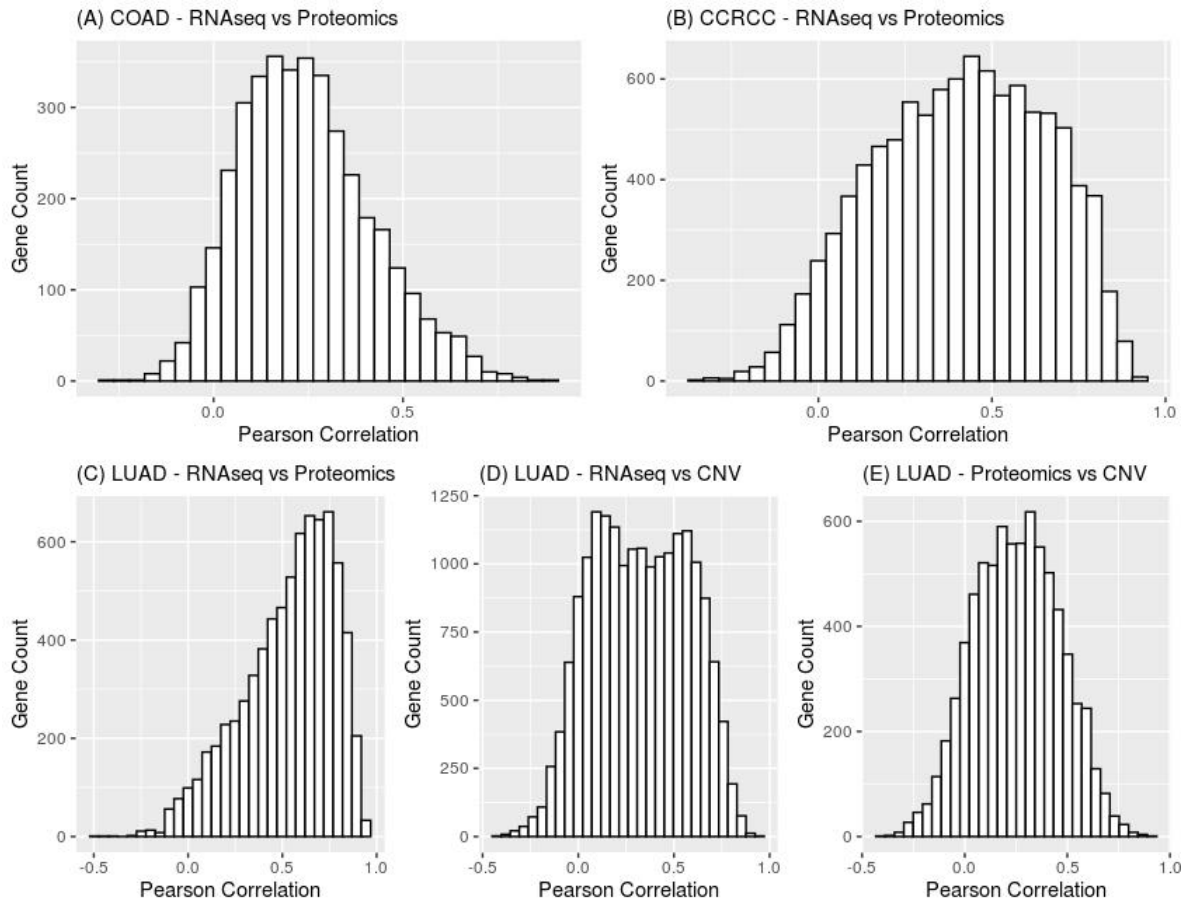 (A) COAD - RNAseq vs Proteomics
300
200
100
0
Gene Count
0.0 0.5
Pearson Correlation
(B) CCRCC - RNAseq vs Proteomics
600
400
200
0
Gene Count
0.0 0.5 1.0
Pearson Correlation
(C) LUAD - RNAseq vs Proteomics
600
400
200
0
Gene Count
-0.5 0.0 0.5 1.0
Pearson Correlation
(D) LUAD - RNAseq vs CNV
1250
1000
750
500
250
0
Gene Count
-0.5 0.0 0.5 1.0
Pearson Correlation
(E) LUAD - Proteomics vs CNV
600
400
200
0
Gene Count
-0.5 0.0 0.5 1.0
Pearson Correlation